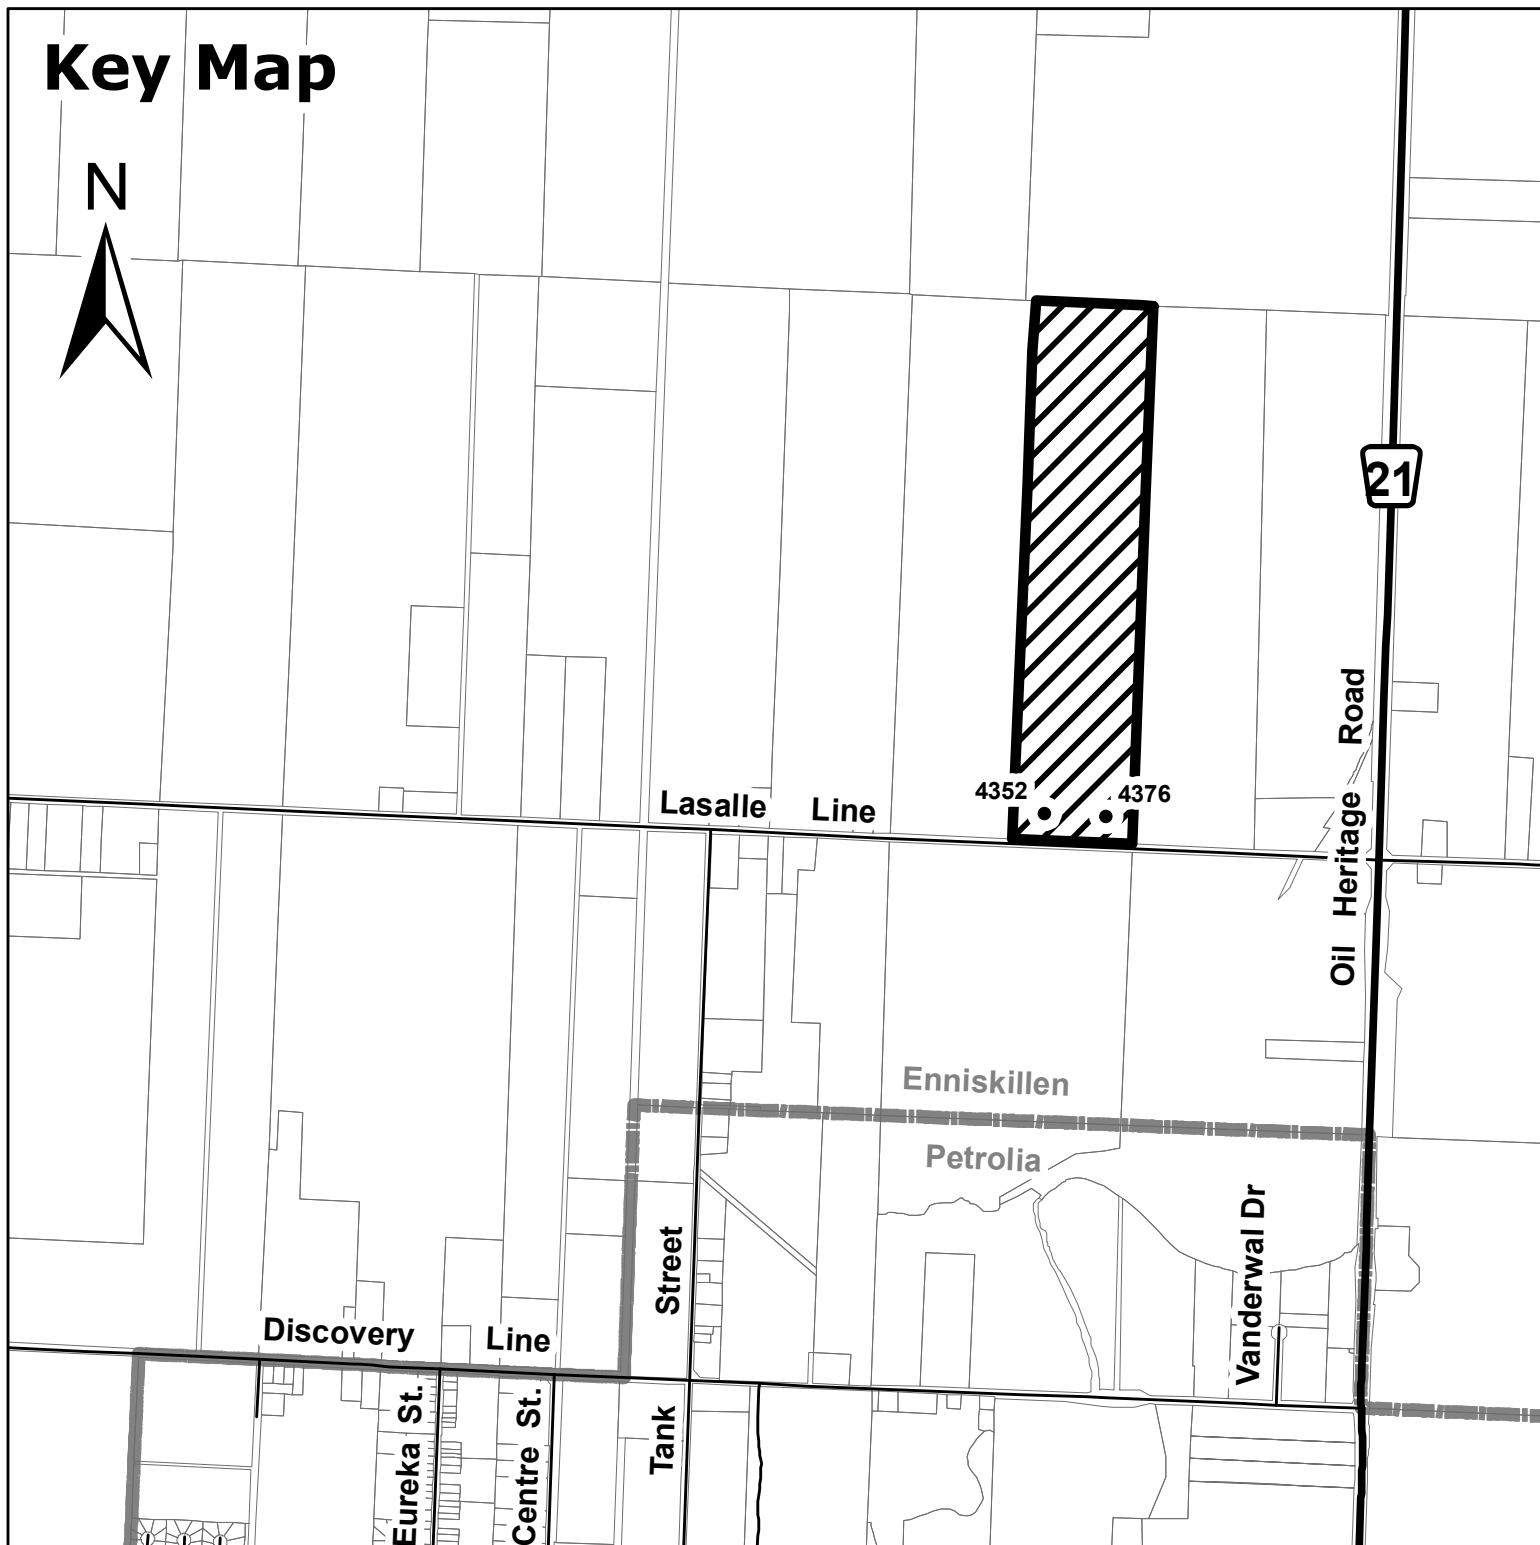 Key Map
N
21
4352
4376
Lasalle Line
Oil Heritage Road
Enniskillen
Petrolia
Vanderwal Dr
Tank Street
Discovery Line
Eureka St.
Centre St.